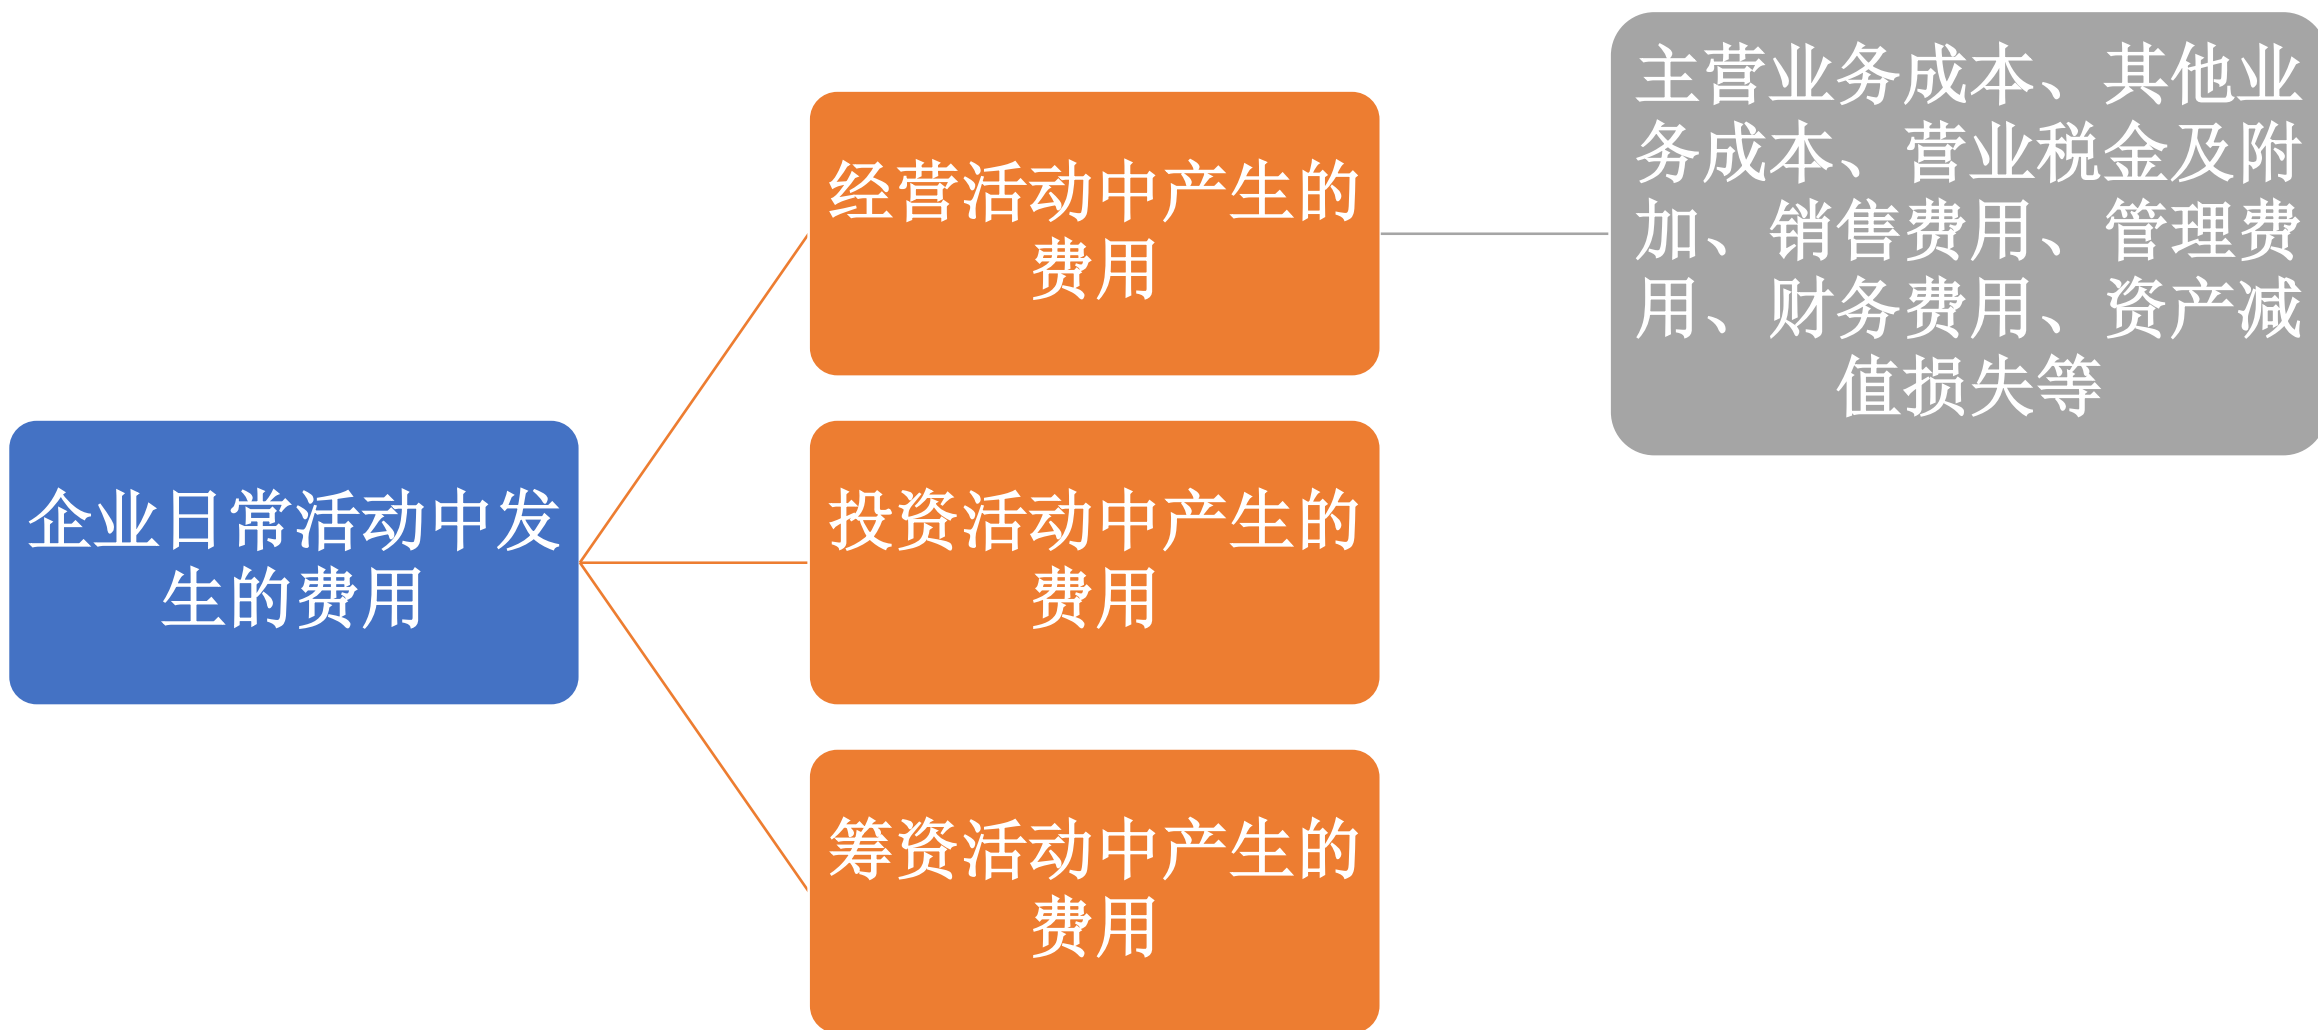 企业日常活动中发
生的费用
经营活动中产生的
费用
投资活动中产生的
费用
筹资活动中产生的
费用
主营业务成本、其他业
务成本、营业税金及附
加、销售费用、管理费
用、财务费用、资产减
值损失等